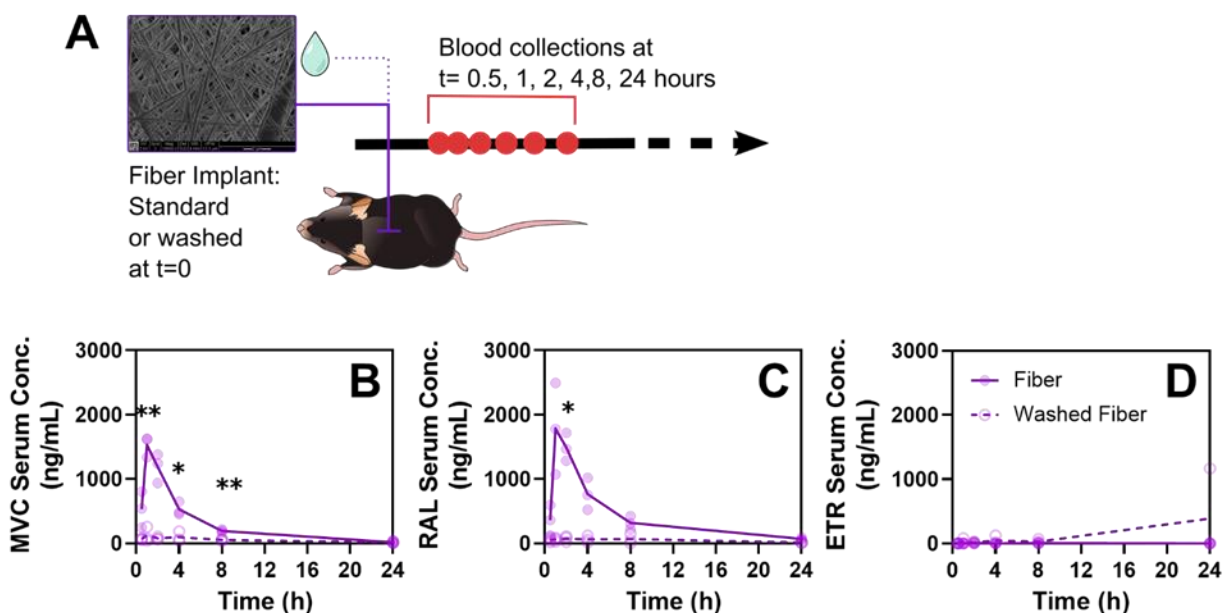 A
Blood collections at
t= 0.5, 1, 2, 4,8, 24 hours
Fiber Implant:
Standard
or washed
at t=0
MVC Serum Conc.
(ng/mL)
3000
2000
1000
0
**
*
**
B
0 4 8 12 16 20 24
Time (h)
RAL Serum Conc.
(ng/mL)
3000
2000
1000
0
*
C
0 4 8 12 16 20 24
Time (h)
ETR Serum Conc.
(ng/mL)
3000
2000
1000
0
D
Fiber
Washed Fiber
0 4 8 12 16 20 24
Time (h)